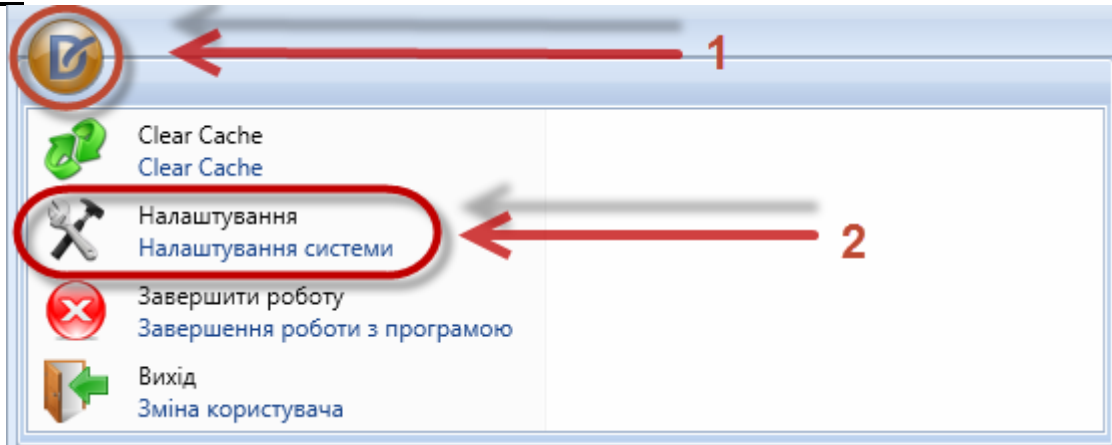 1
Clear Cache
Clear Cache
Налаштування
Налаштування системи
2
Завершити роботу
Завершення роботи з програмою
Вихід
Зміна користувача